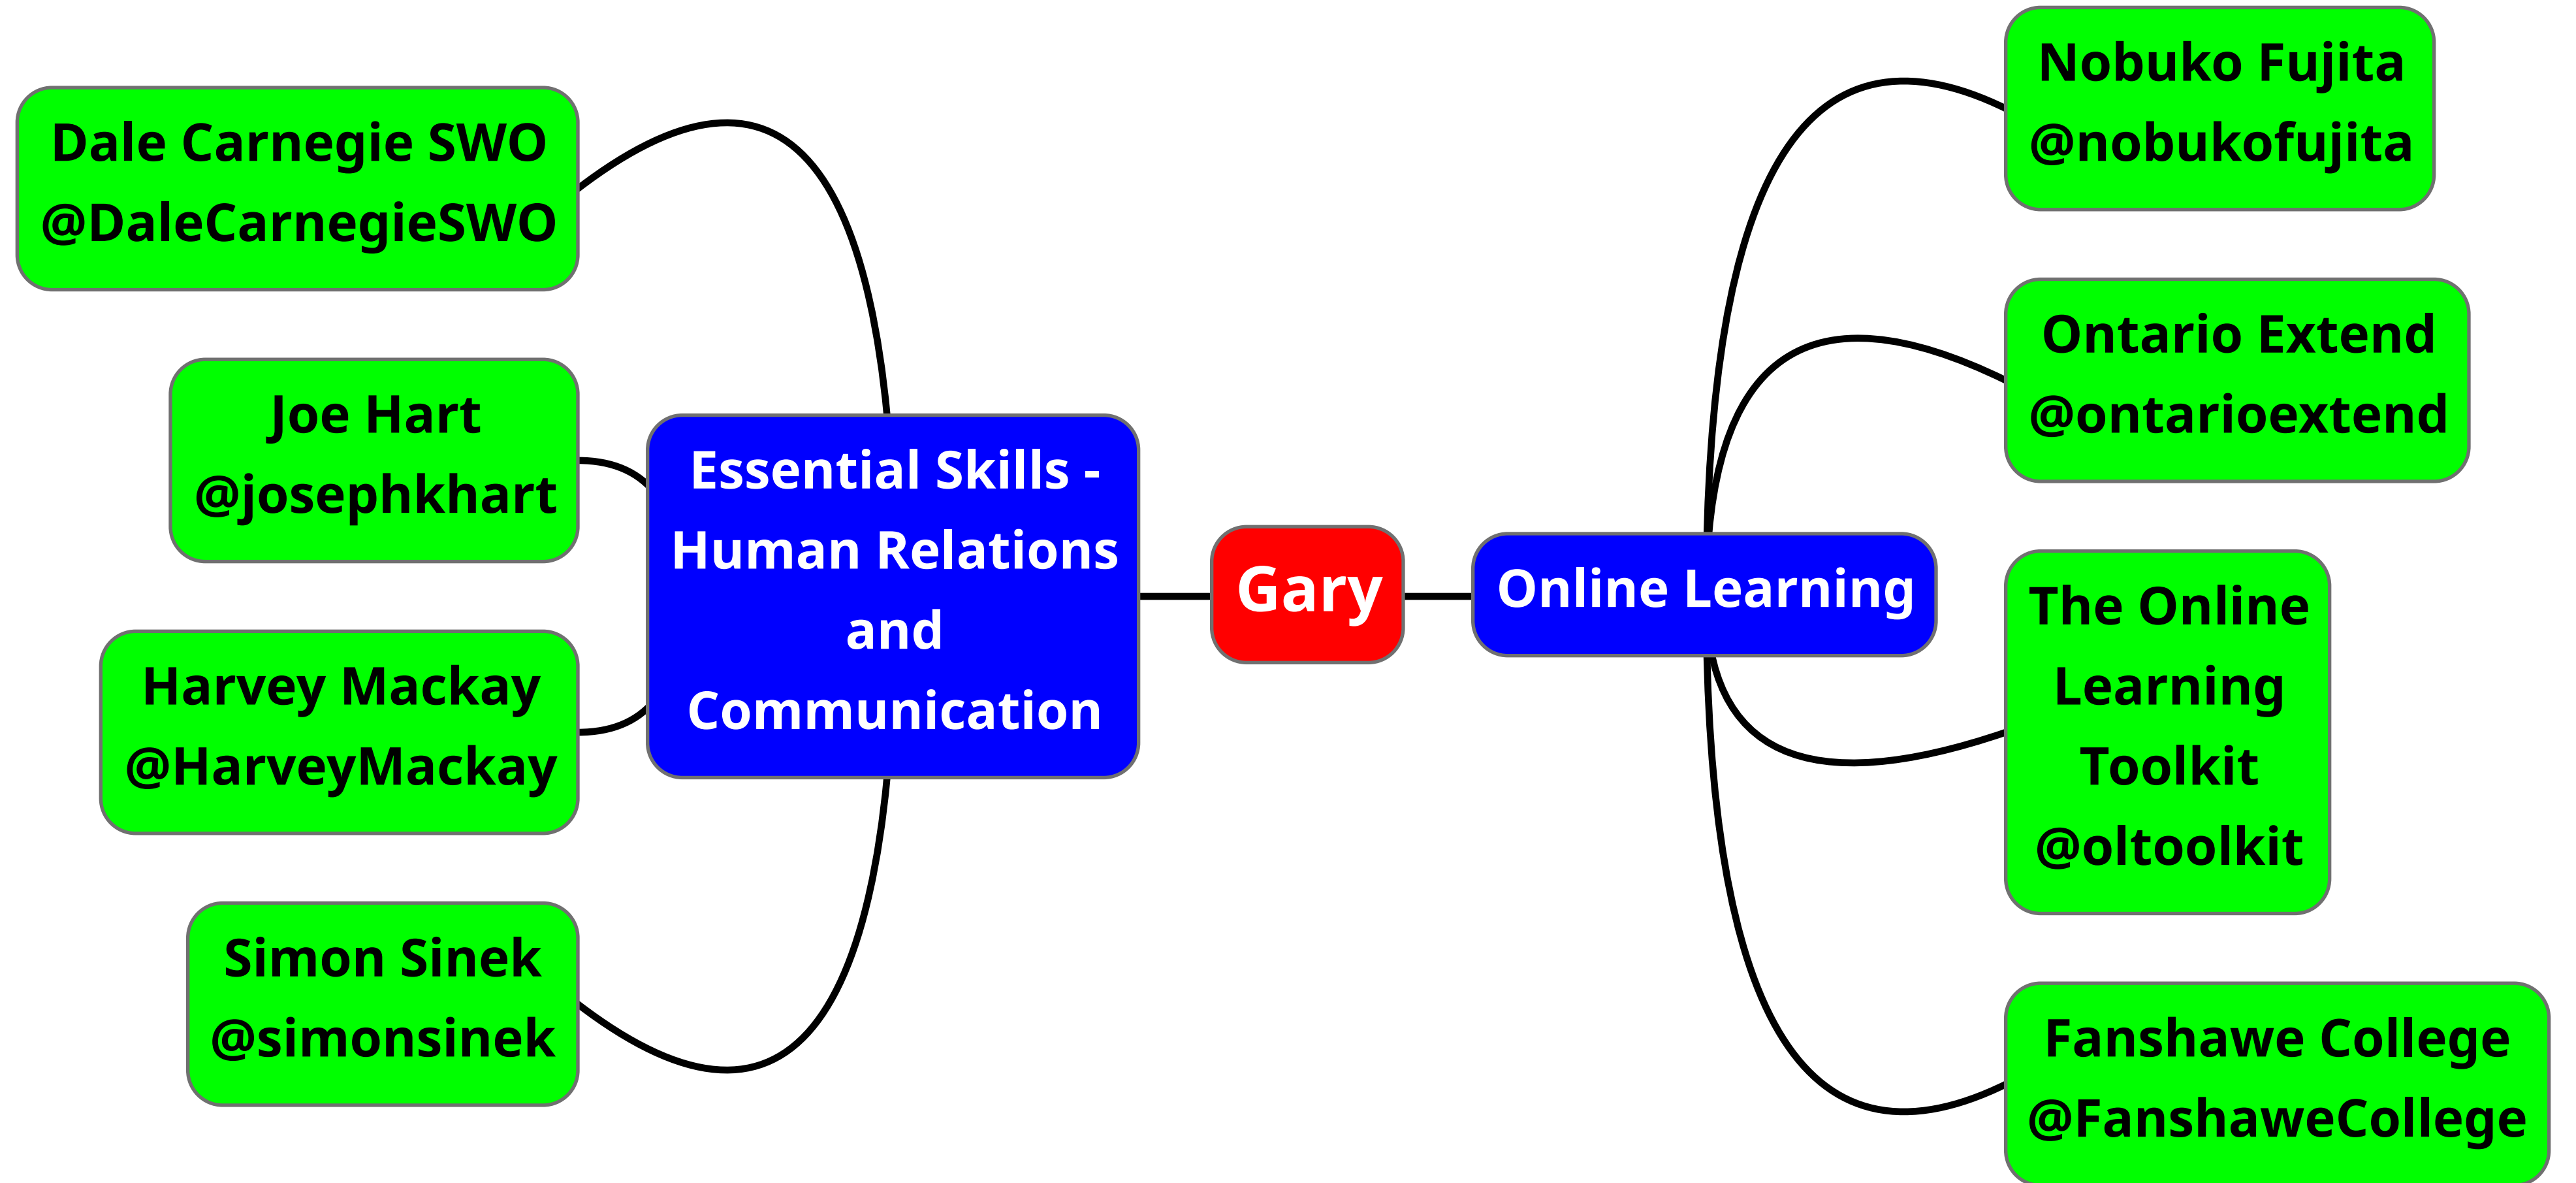 Dale Carnegie SWO
@DaleCarnegieSWO
Joe Hart
@josephkhart
Harvey Mackay
@HarveyMackay
Simon Sinek
@simonsinek
Essential Skills -
Human Relations
and
Communication
Gary
Online Learning
Nobuko Fujita
@nobukofujita
Ontario Extend
@ontarioextend
The Online
Learning
Toolkit
@oltoolkit
Fanshawe College
@FanshaweCollege